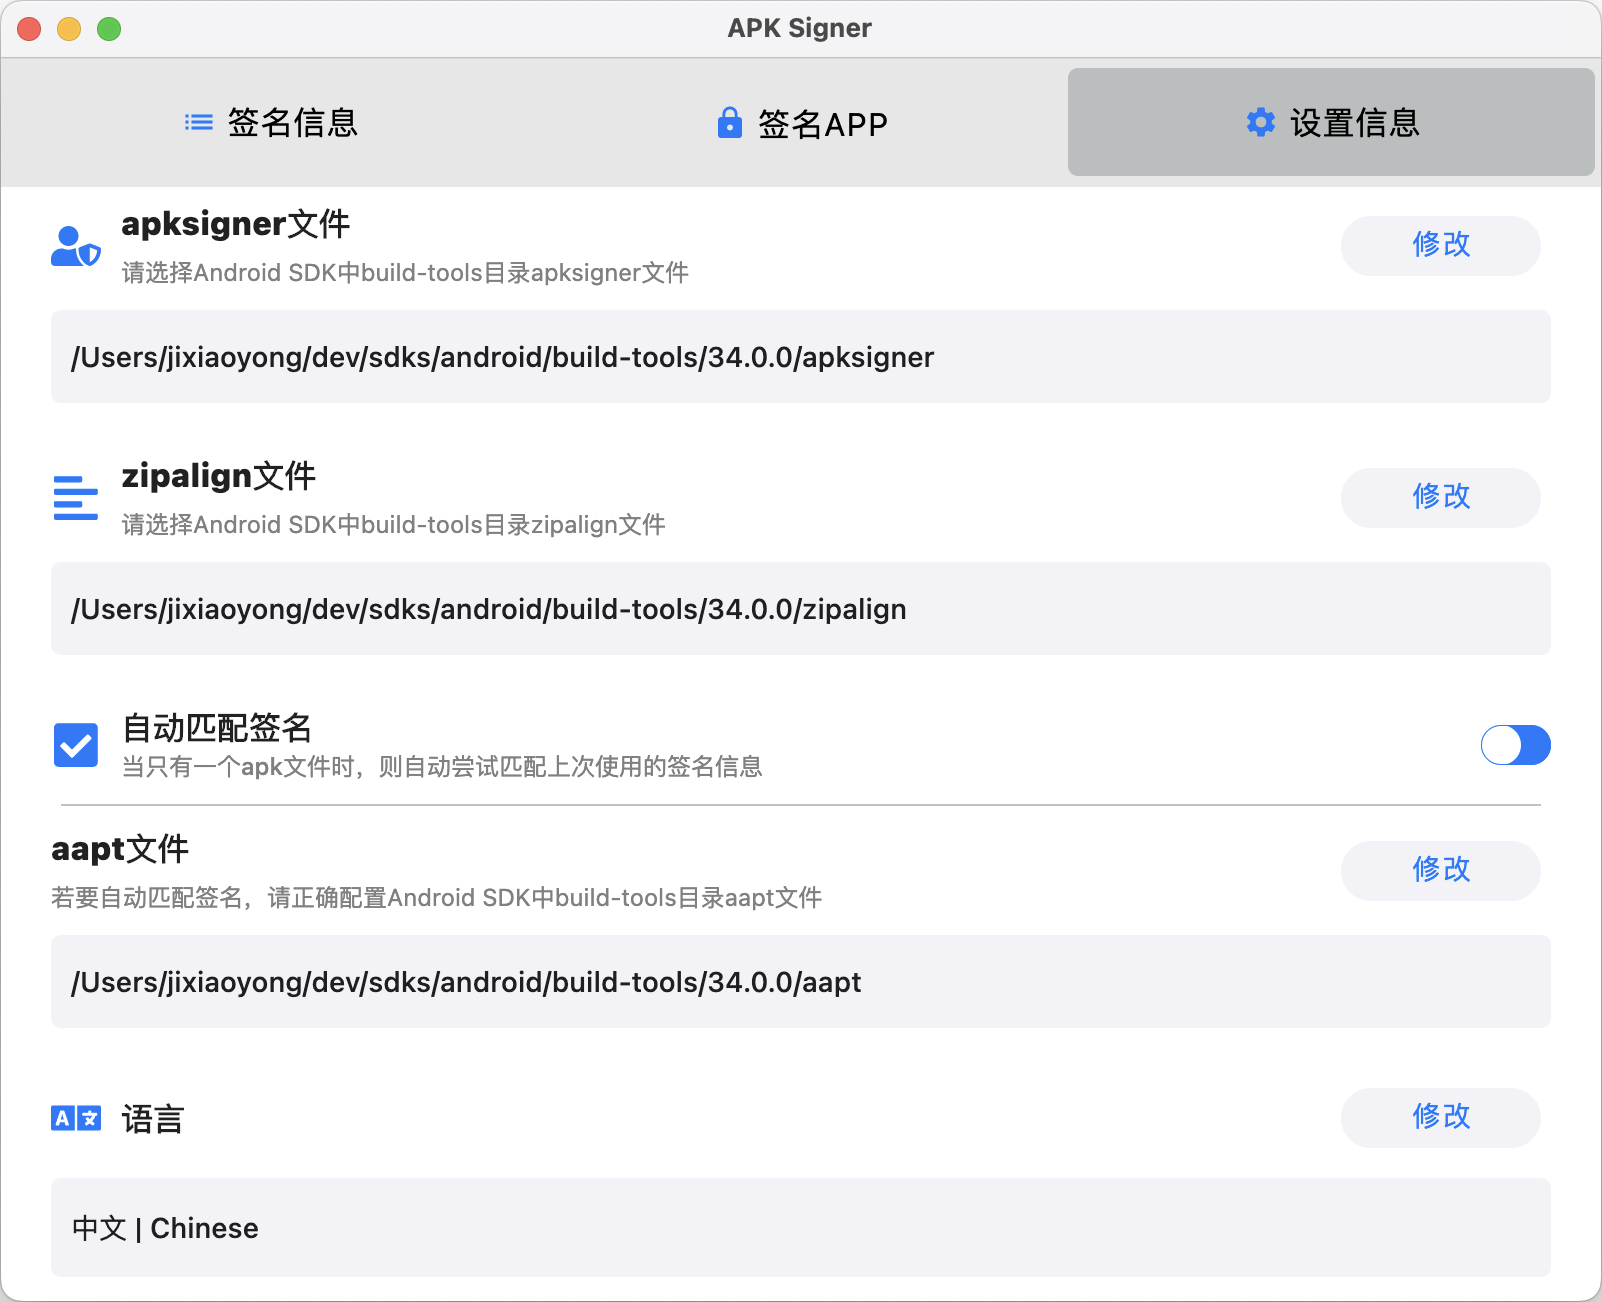 APK Signer
签名信息
签名APP
设置信息
apksigner文件
修改
请选择Android SDK中build-tools目录apksigner文件
/Users/jixiaoyong/dev/sdks/android/build-tools/34.0.0/apksigner
zipalign文件
修改
请选择Android SDK中build-tools目录zipalign文件
/Users/jixiaoyong/dev/sdks/android/build-tools/34.0.0/zipalign
自动匹配签名
当只有一个apk文件时，则自动尝试匹配上次使用的签名信息
aapt文件
修改
若要自动匹配签名，请正确配置Android SDK中build-tools目录aapt文件
/Users/jixiaoyong/dev/sdks/android/build-tools/34.0.0/aapt
A文
语言
修改
中文 | Chinese